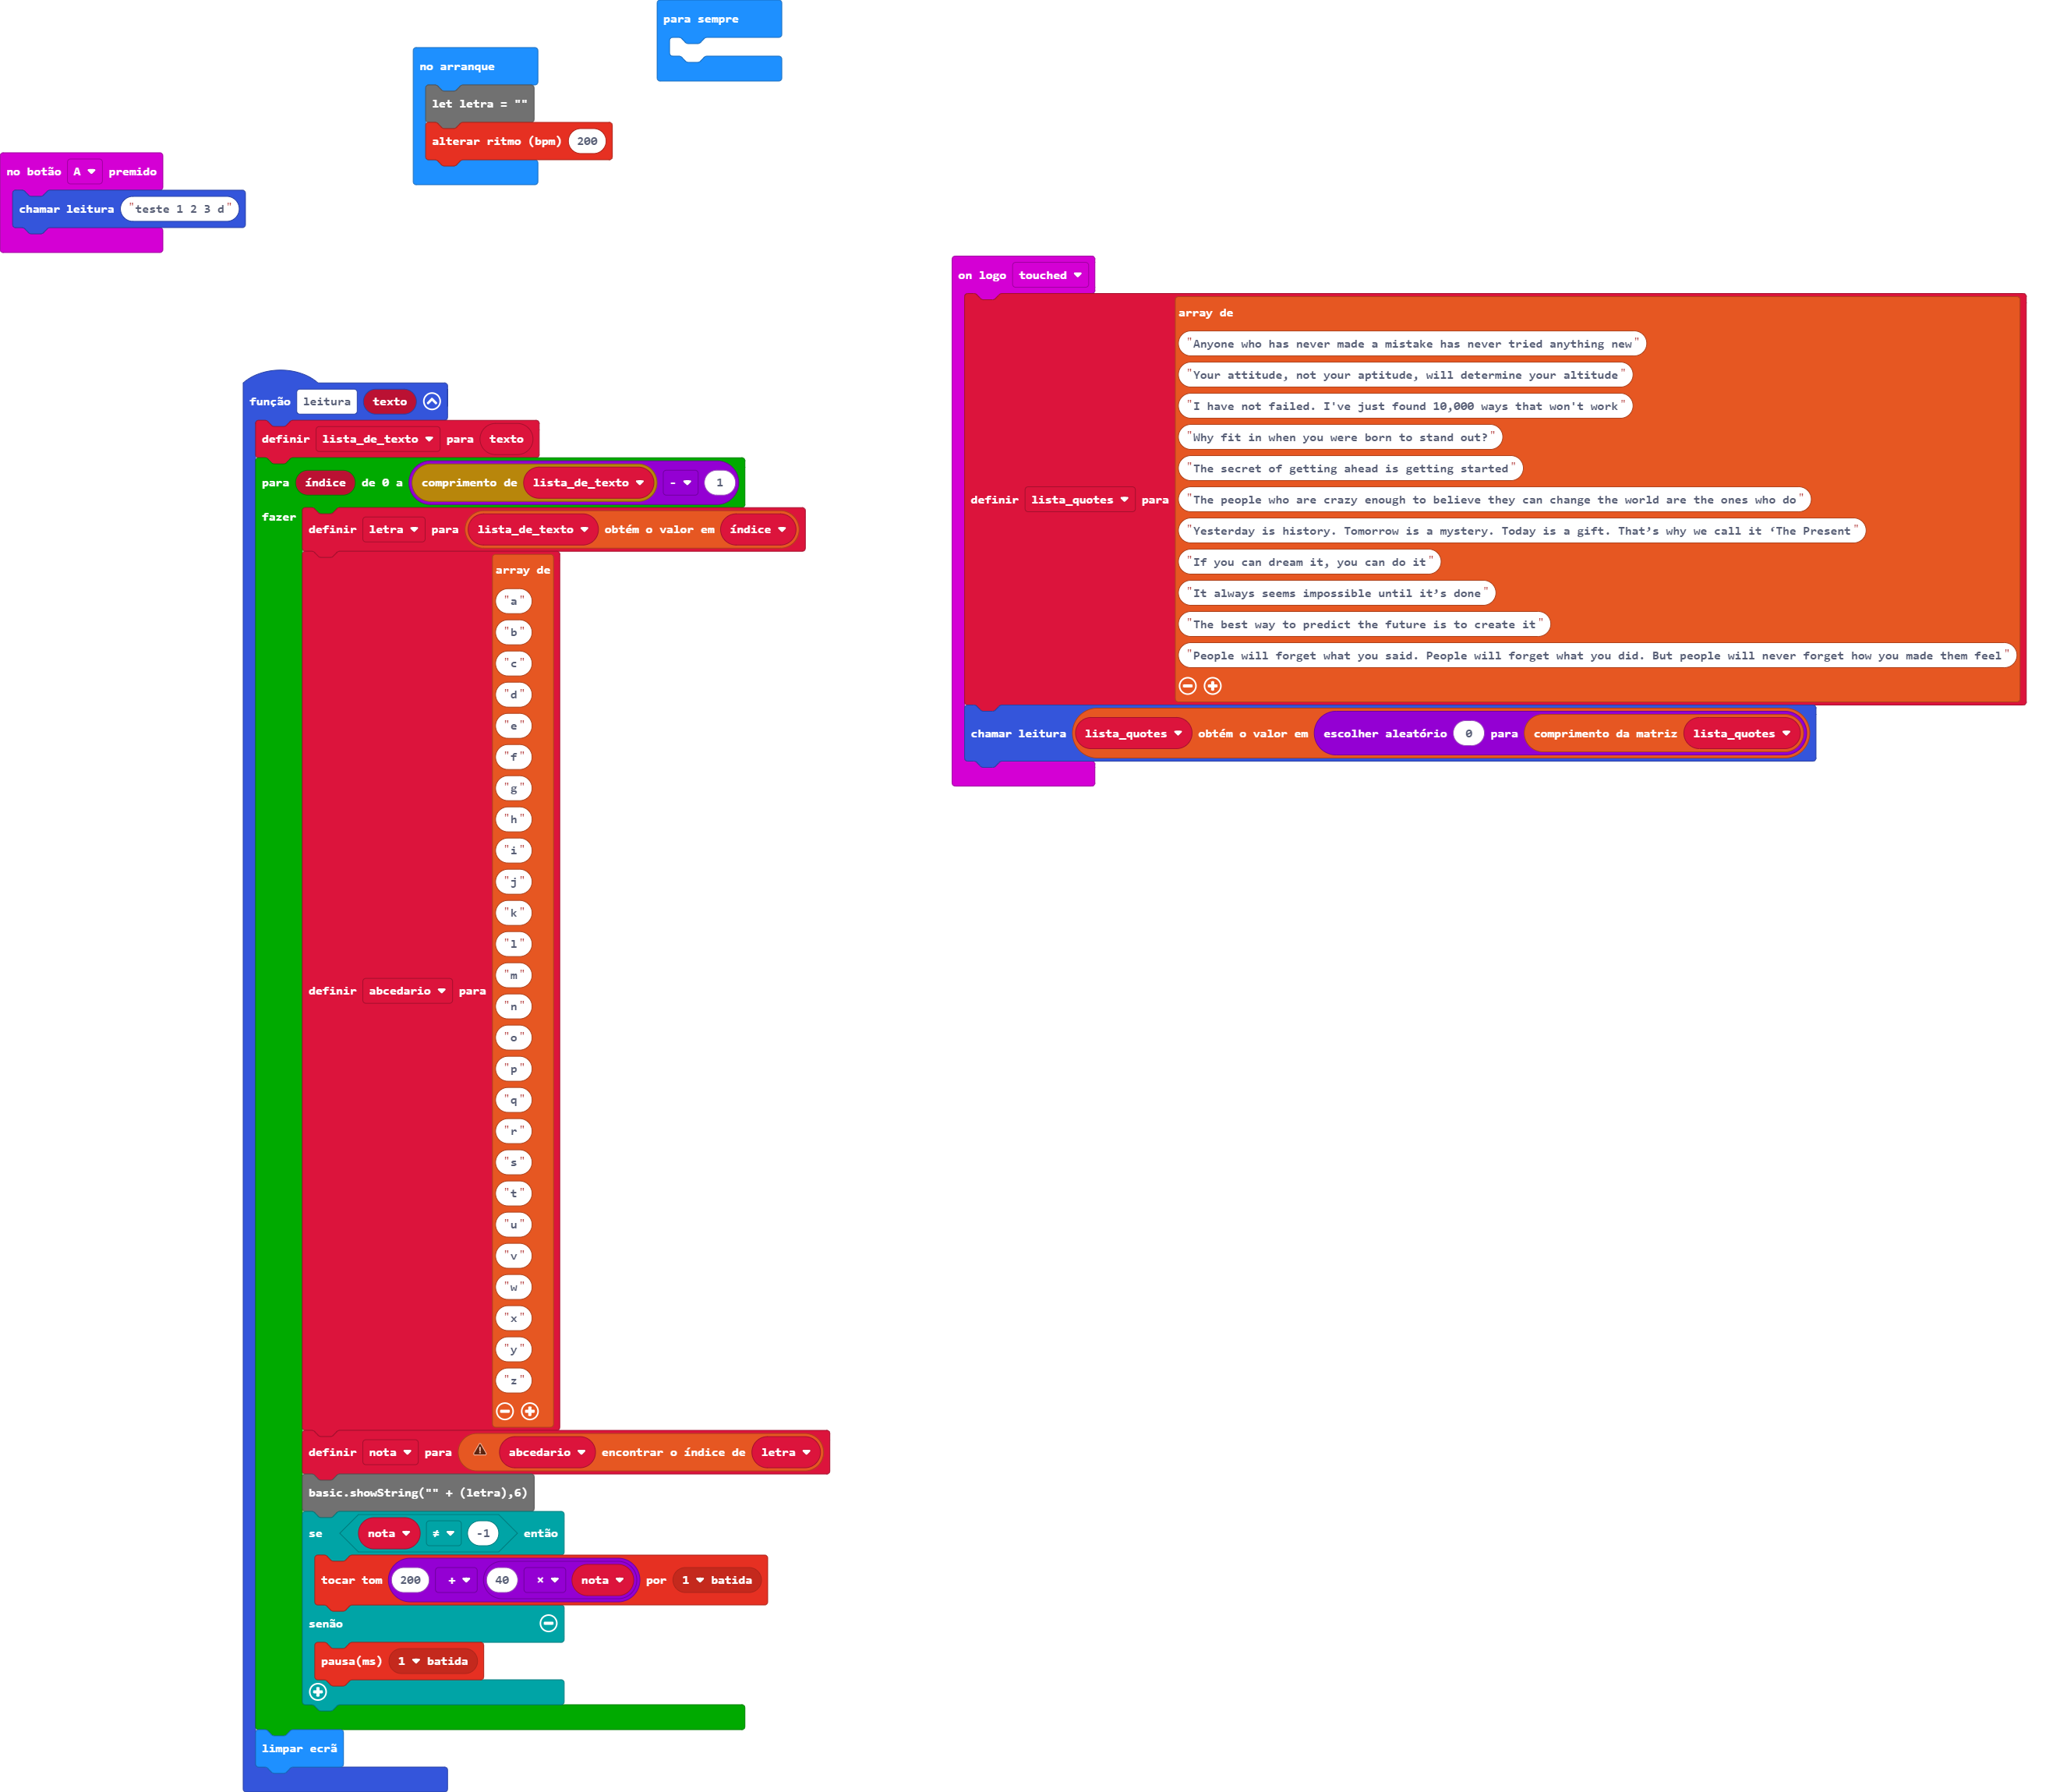 para sempre
no arranque
let letra = ""
alterar ritmo (bpm) 200
no botão A premido
chamar leitura "teste 1 2 3 d"
on logo touched
array de
"Anyone who has never made a mistake has never tried anything new"
"Your attitude, not your aptitude, will determine your altitude"
"I have not failed. I've just found 10,000 ways that won't work"
"Why fit in when you were born to stand out?"
"The secret of getting ahead is getting started"
definir lista_quotes para
"The people who are crazy enough to believe they can change the world are the ones who do"
"Yesterday is history. Tomorrow is a mystery. Today is a gift. That’s why we call it ‘The Present"
"If you can dream it, you can do it"
"It always seems impossible until it’s done"
"The best way to predict the future is to create it"
"People will forget what you said. People will forget what you did. But people will never forget how you made them feel"
chamar leitura lista_quotes obtém o valor em escolher aleatório 0 para comprimento da matriz lista_quotes
função leitura texto
definir lista_de_texto para texto
para índice de 0 a comprimento de lista_de_texto - 1
fazer
definir letra para lista_de_texto obtém o valor em índice
array de
"a"
"b"
"c"
"d"
"e"
"f"
"g"
"h"
"i"
"j"
"k"
"l"
"m"
definir abcedario para
"n"
"o"
"p"
"q"
"r"
"s"
"t"
"u"
"v"
"w"
"x"
"y"
"z"
definir nota para abcedario encontrar o índice de letra
basic.showString("" + (letra),6)
se nota ≠ -1 então
tocar tom 200 + 40 × nota por 1 batida
senão
pausa(ms) 1 batida
limpar ecrã